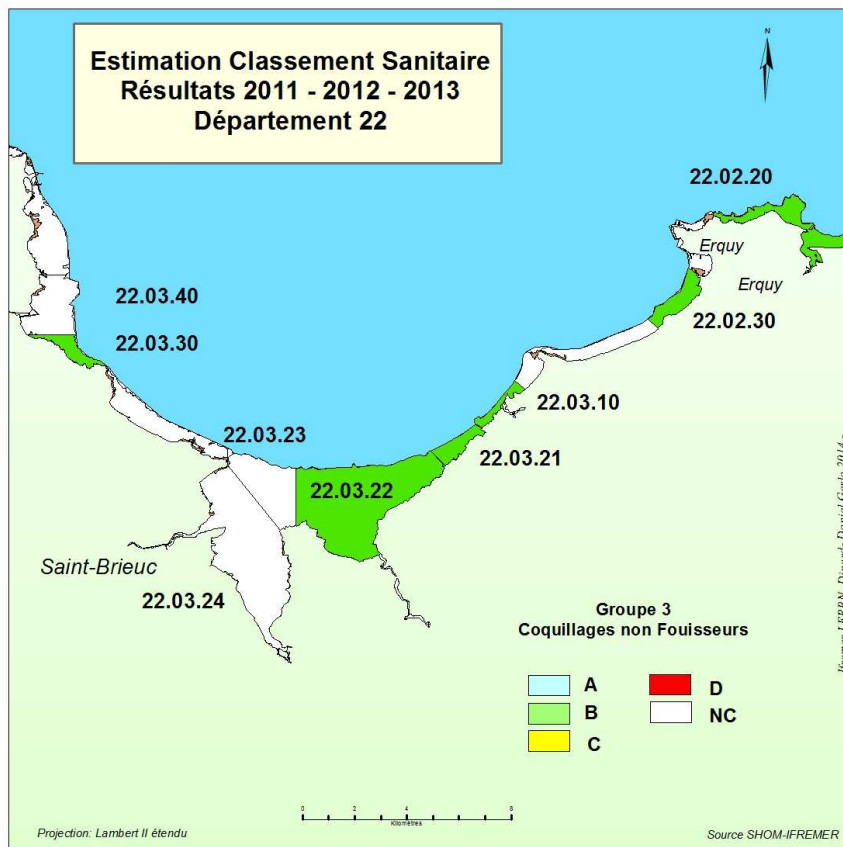 Estimation Classement Sanitaire
Résultats 2011 - 2012 - 2013
Département 22
N
22.02.20
Erquy
Erquy
22.03.40
22.03.30
22.02.30
22.03.10
22.03.23
22.03.21
22.03.22
Saint-Brieuc
22.03.24
Groupe 3
Coquillages non Fouisseurs
A
D
B
NC
C
0 2 4 6 8
Kilomètres
Projection: Lambert II étendu
Source SHOM-IFREMER